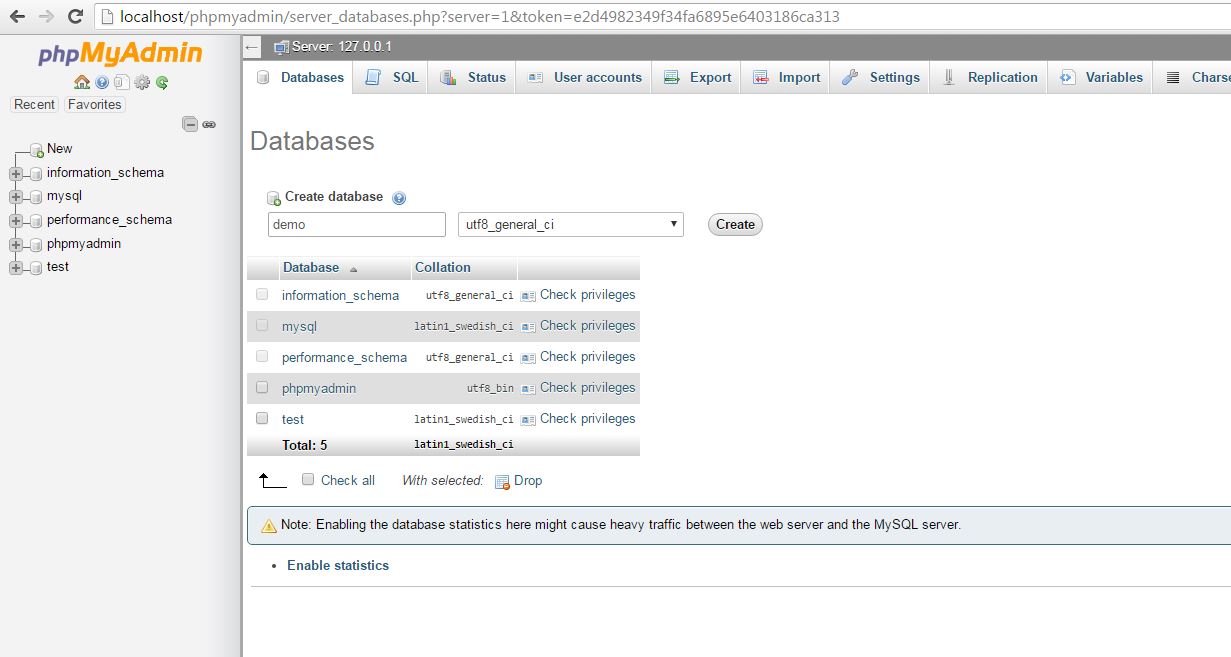 localhost/phpmyadmin/server_databases.php?server=1&token=e2d4982349f34fa6895e6403186ca313
phpMyAdmin
Recent Favorites
New
information_schema
mysql
performance_schema
phpmyadmin
test
Server: 127.0.0.1
Databases SQL Status User accounts Export Import Settings Replication Variables Charse
Databases
Create database
demo utf8_general_ci Create
Database Collation
information_schema utf8_general_ci Check privileges
mysql latin1_swedish_ci Check privileges
performance_schema utf8_general_ci Check privileges
phpmyadmin utf8_bin Check privileges
test latin1_swedish_ci Check privileges
Total: 5 latin1_swedish_ci
Check all With selected: Drop
Note: Enabling the database statistics here might cause heavy traffic between the web server and the MySQL server.
• Enable statistics